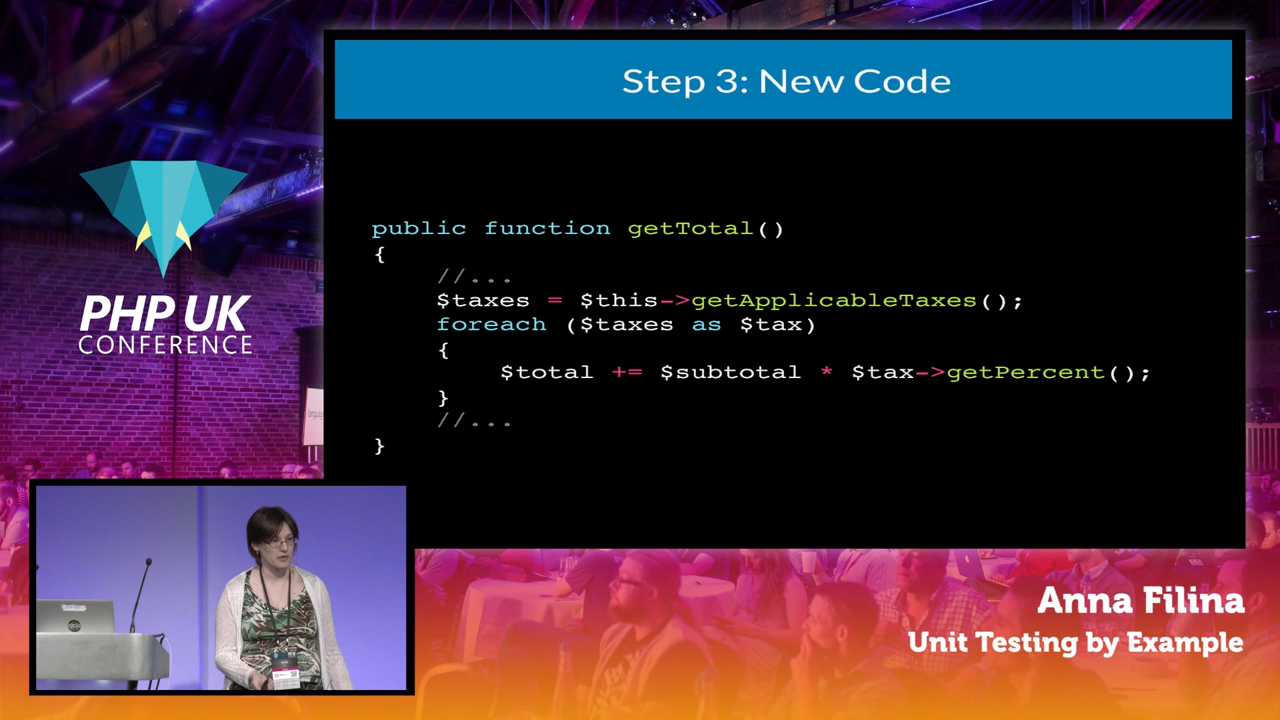 Step 3: New Code
public function getTotal()
{
//...
$taxes = $this->getApplicableTaxes();
foreach ($taxes as $tax)
{
$total += $subtotal * $tax->getPercent();
}
//...
}
PHP UK
CONFERENCE
Anna Filina
Unit Testing by Example